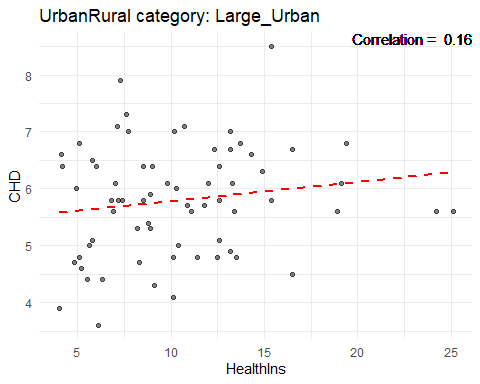 UrbanRural category: Large_Urban
Correlation = 0.16
8
7
6
5
4
CHD
5
10
15
20
25
HealthIns